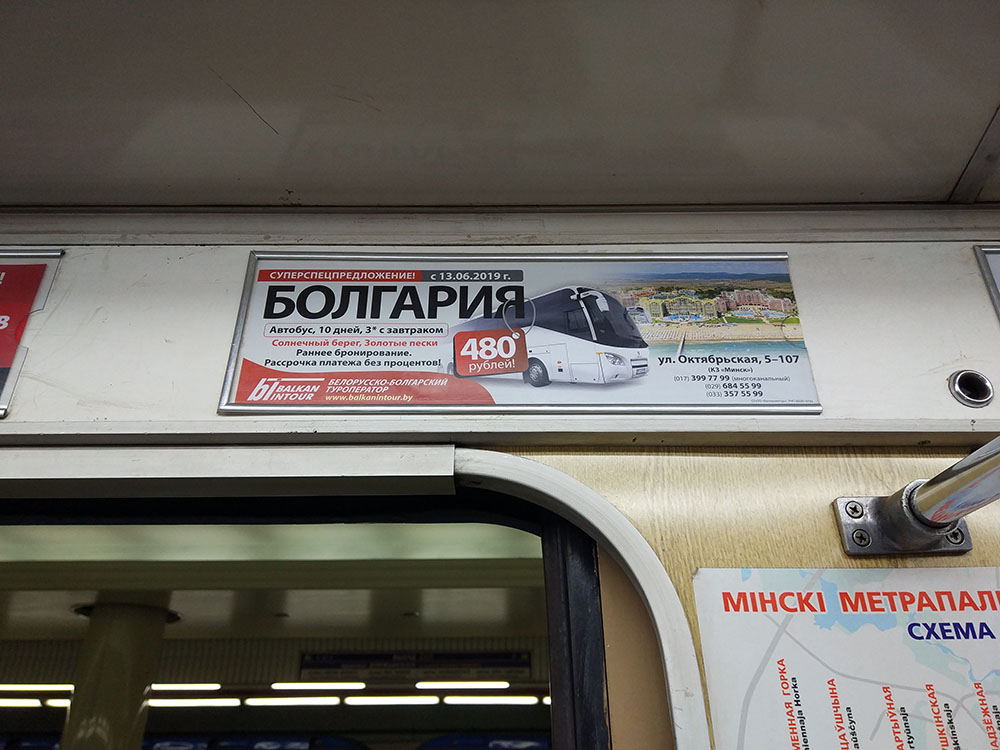 СУПЕРСПЕЦПРЕДЛОЖЕНИЕ! с 13.06.2019 г.
БОЛГАРИЯ
Автобус, 10 дней, 3* с завтраком
Солнечный берег, Золотые пески
Раннее бронирование.
Рассрочка платежа без процентов!
480
рублей!
bt BALKAN INTOUR
БЕЛОРУССКО-БОЛГАРСКИЙ
ТУРОПЕРАТОР
www.balkanintour.by
ул. Октябрьская, 5-107
(КЗ «Минск»)
(017) 399 77 99 (многоканальный)
(029) 684 55 99
(033) 357 55 99
!
В
МІНСКІ МЕТРАПАЛІ
СХЕМА